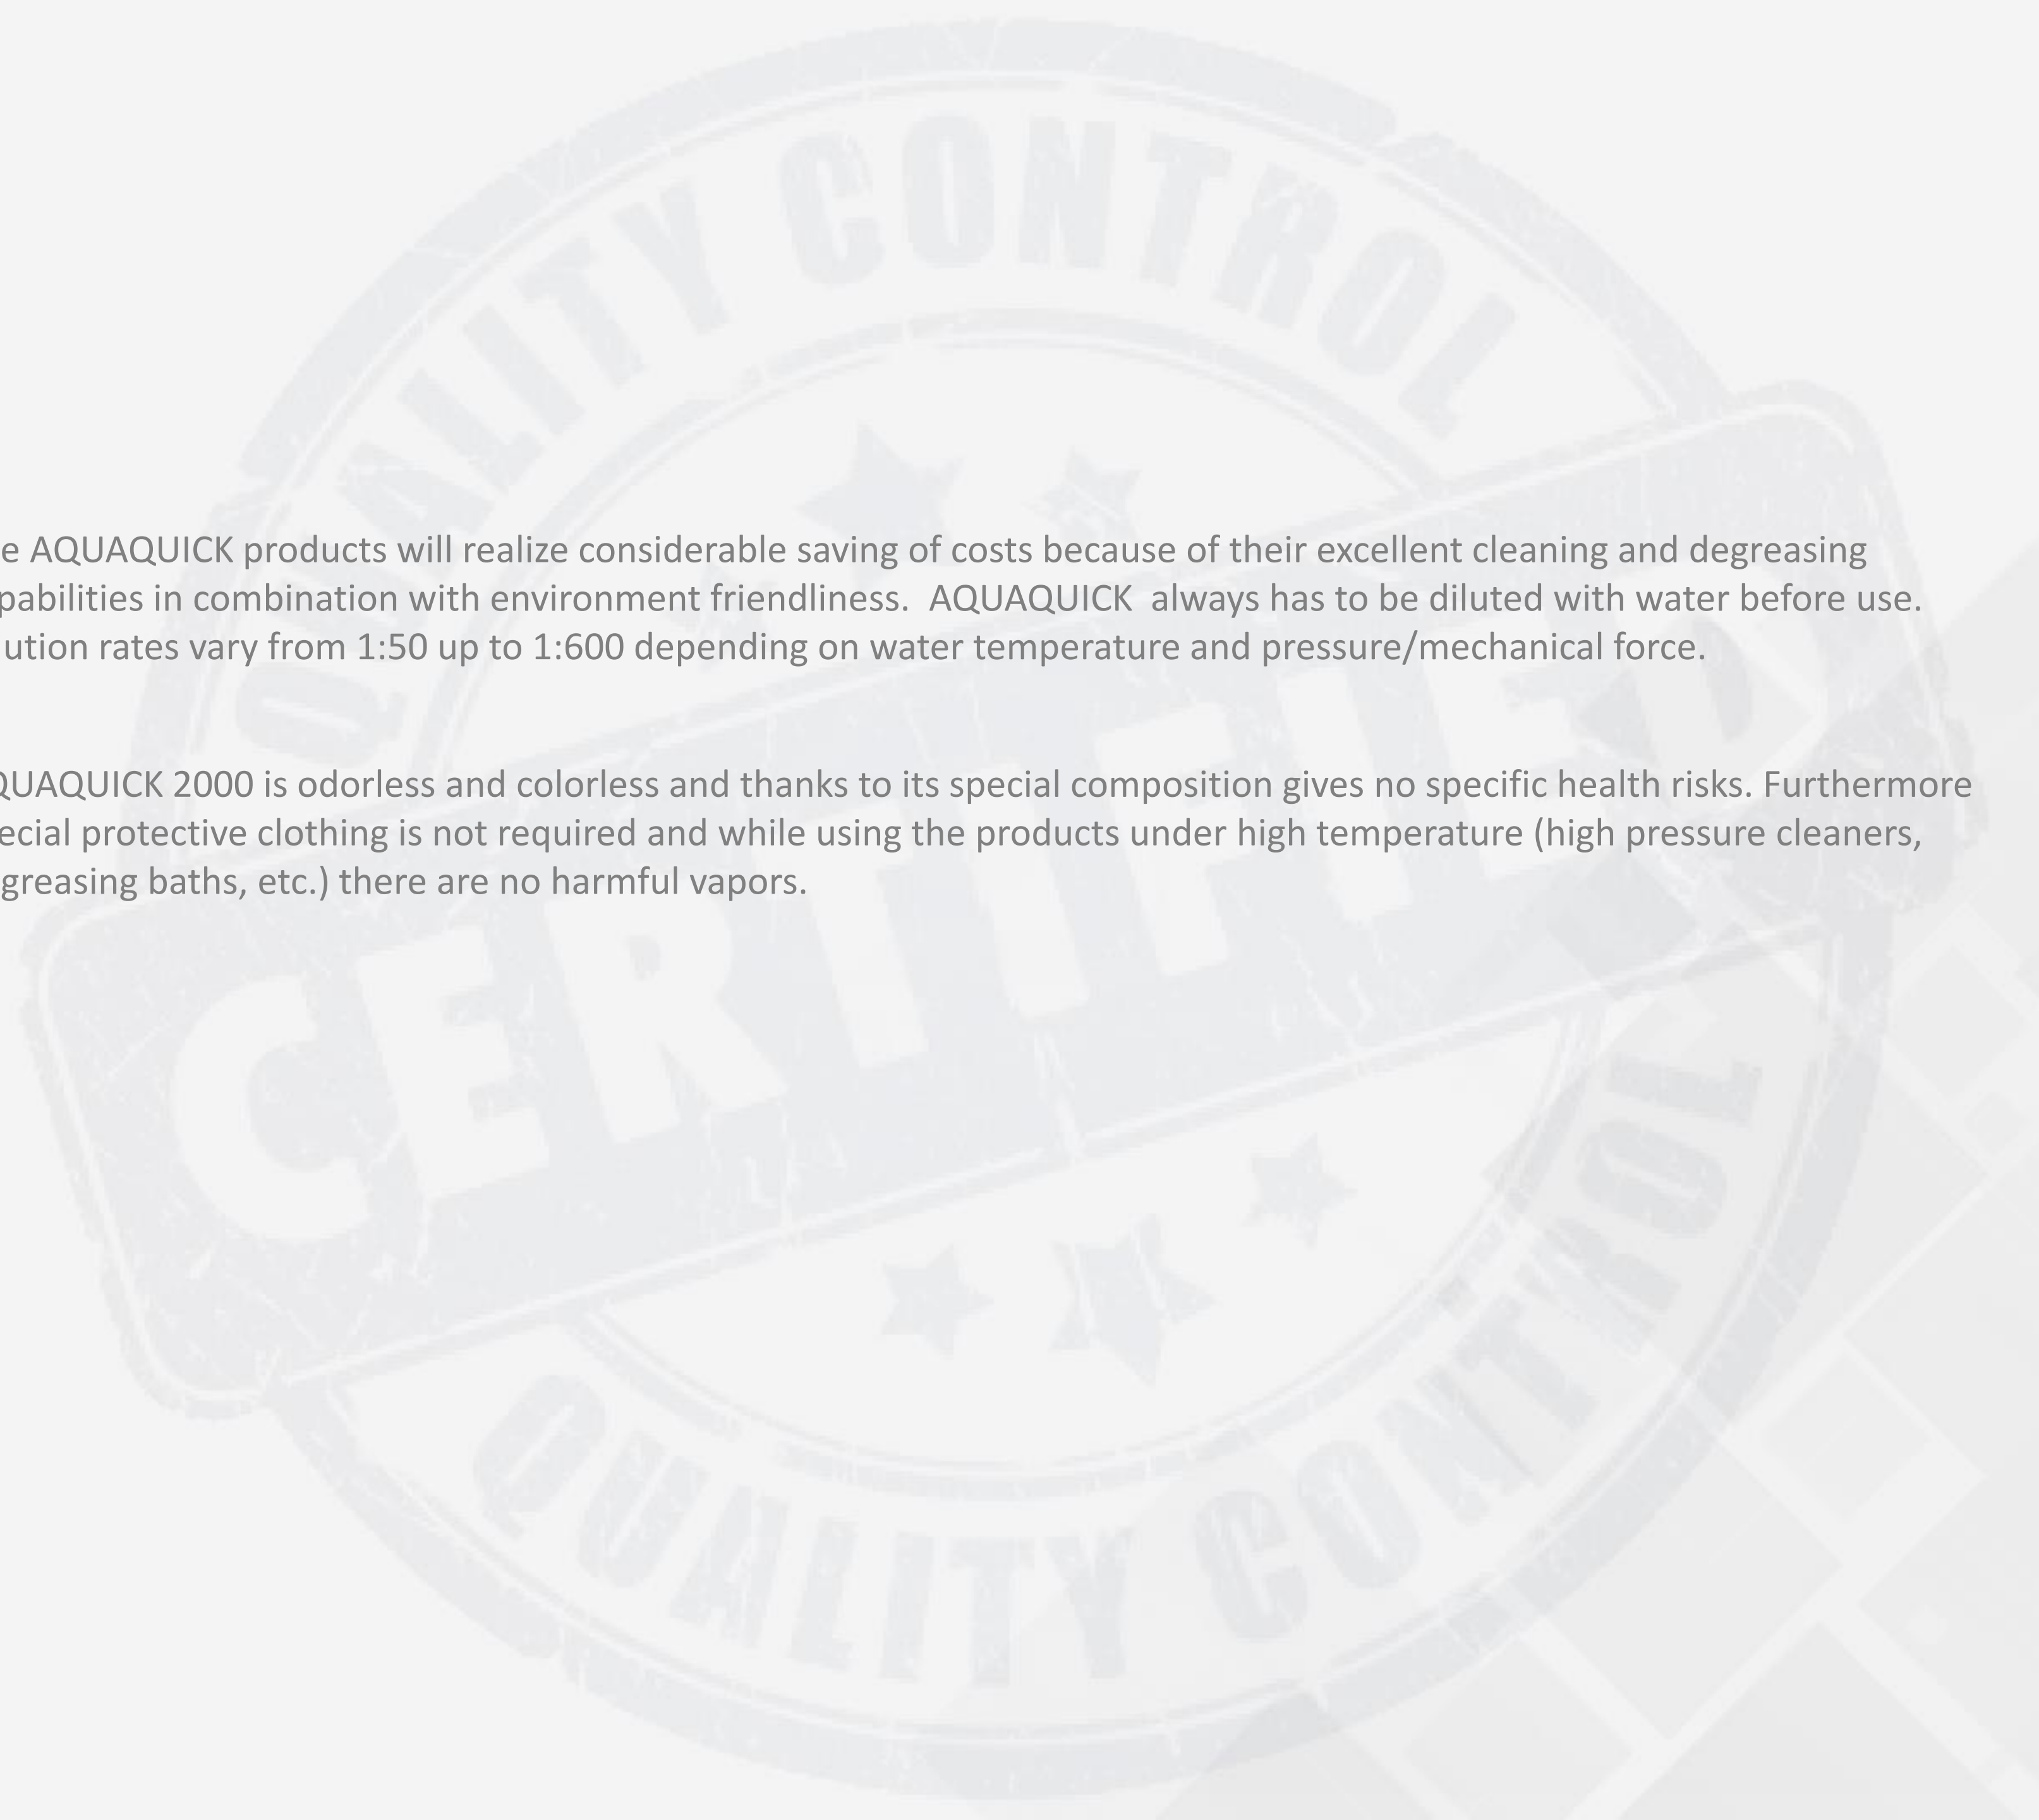 QUALITY CONTROL
e AQUAQUICK products will realize considerable saving of costs because of their excellent cleaning and degreasing
pabilities in combination with environment friendliness.  AQUAQUICK  always has to be diluted with water before use.
ution rates vary from 1:50 up to 1:600 depending on water temperature and pressure/mechanical force.
QUAQUICK 2000 is odorless and colorless and thanks to its special composition gives no specific health risks. Furthermore
ecial protective clothing is not required and while using the products under high temperature (high pressure cleaners,
greasing baths, etc.) there are no harmful vapors.
CERTIFIED
QUALITY CONTROL